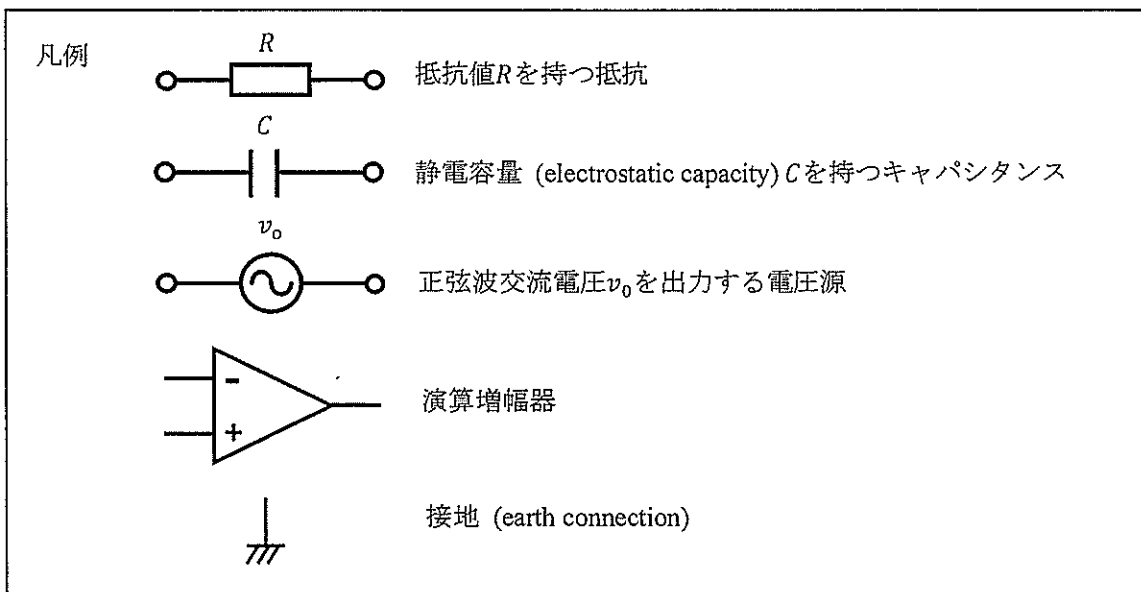 凡例
R
抵抗値Rを持つ抵抗
C
静電容量 (electrostatic capacity) Cを持つキャパシタンス
v₀
正弦波交流電圧v₀を出力する電圧源
-
+
演算増幅器
接地 (earth connection)